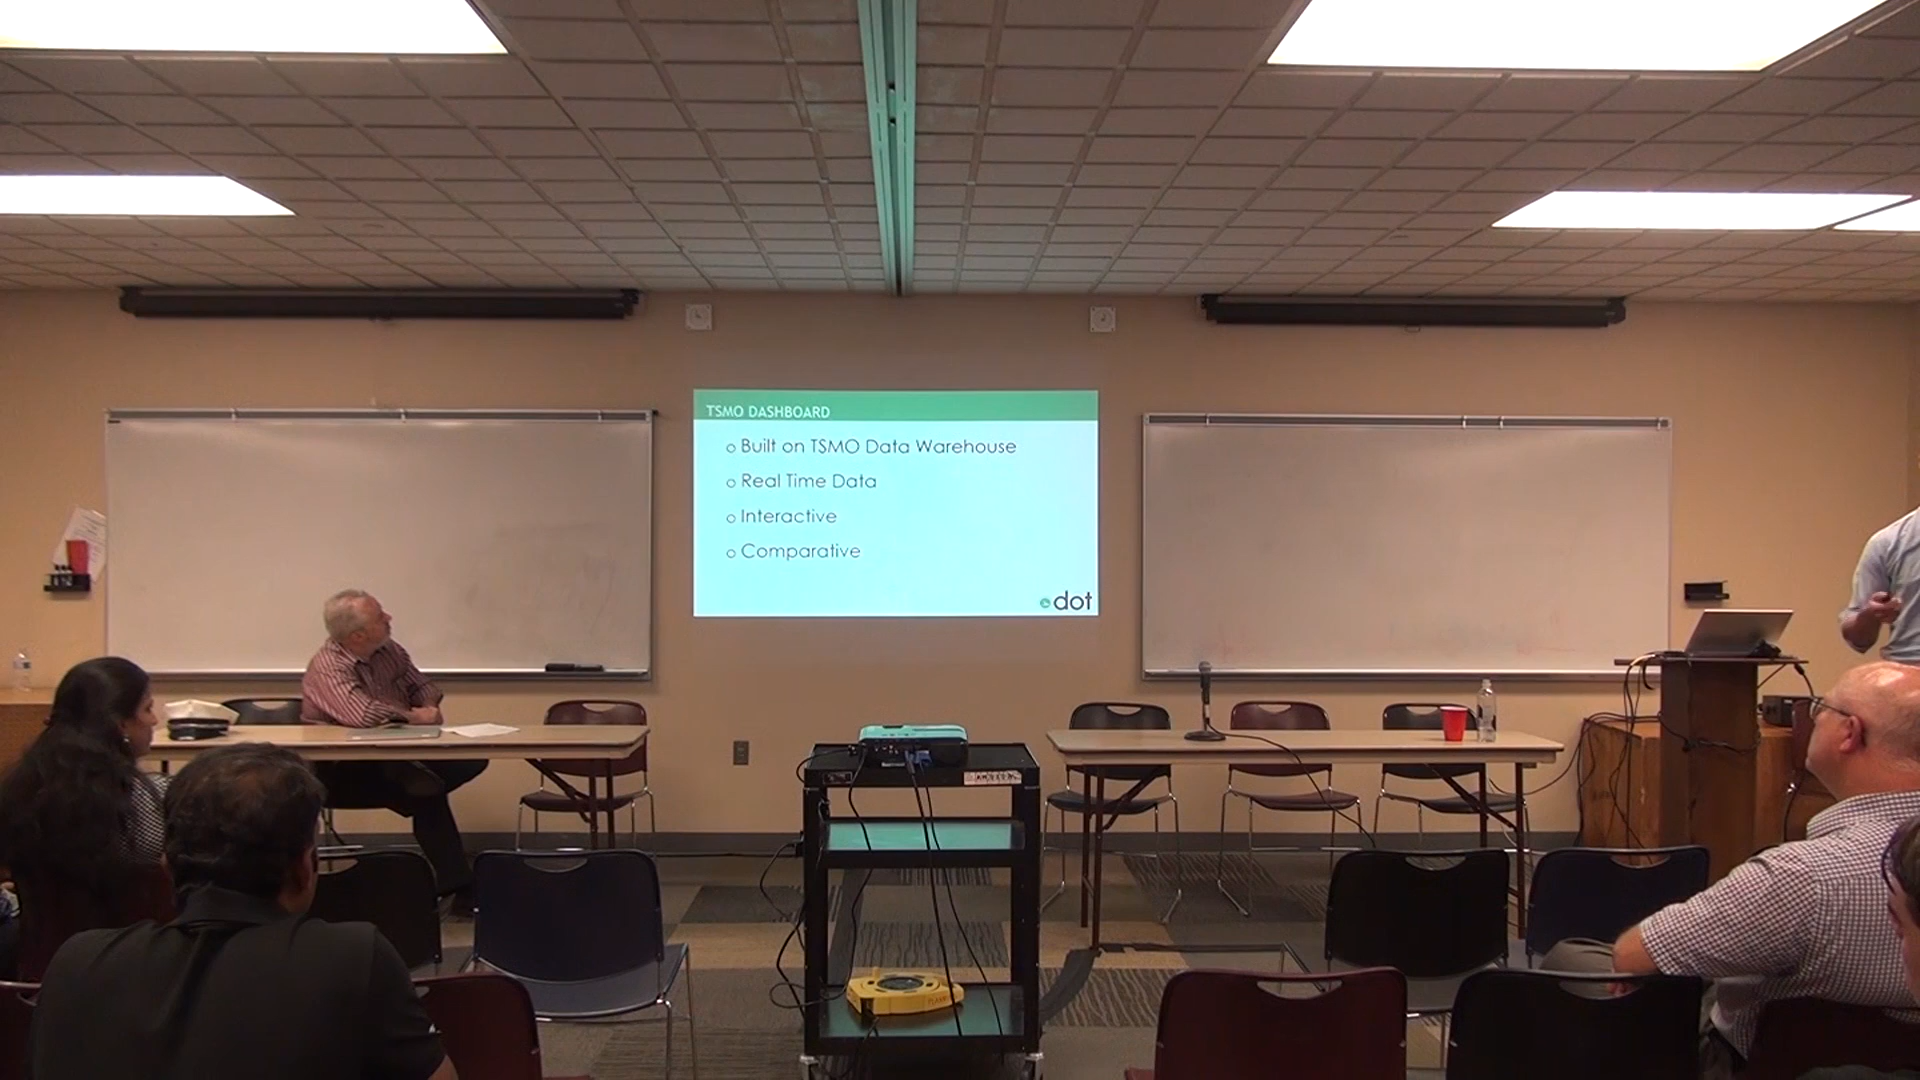 TSMO DASHBOARD
Built on TSMO Data Warehouse
Real Time Data
Interactive
Comparative
dot